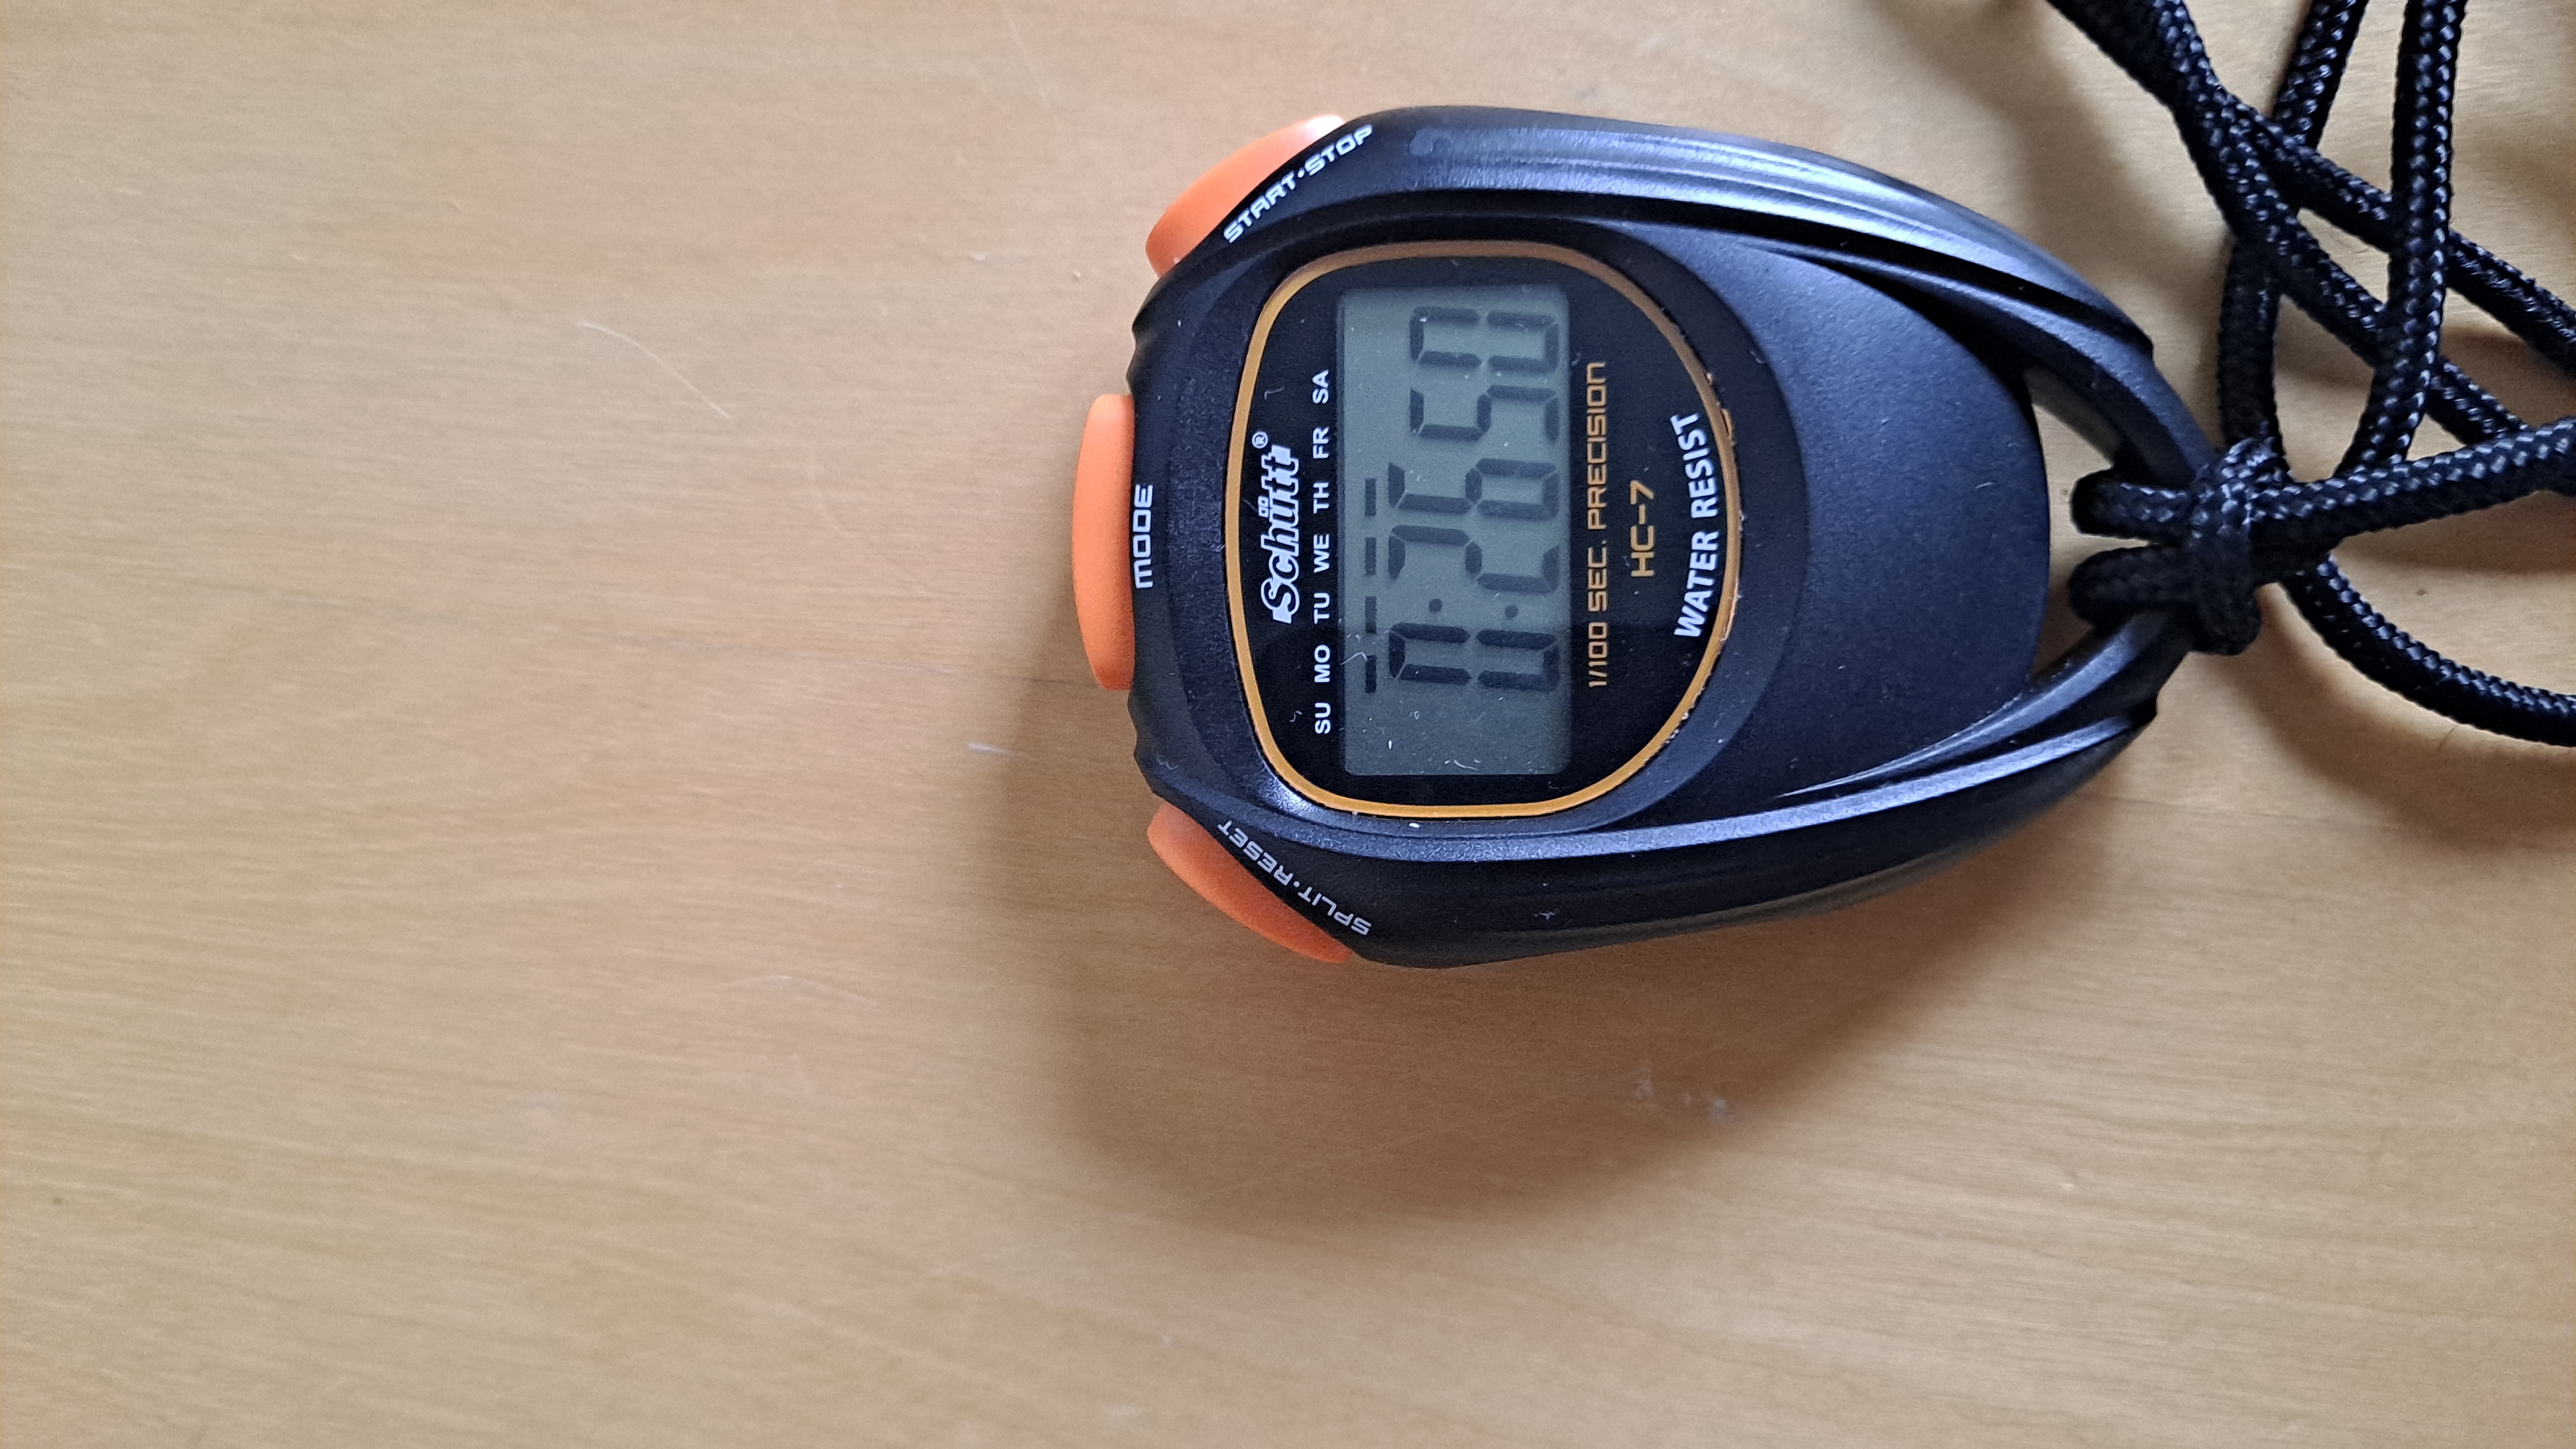 MODE
SPLIT•RESET
START•STOP
Schütt®
SU MO TU WE TH FR SA
0:26 50
1/100 SEC. PRECISION
HC-7
WATER RESIST